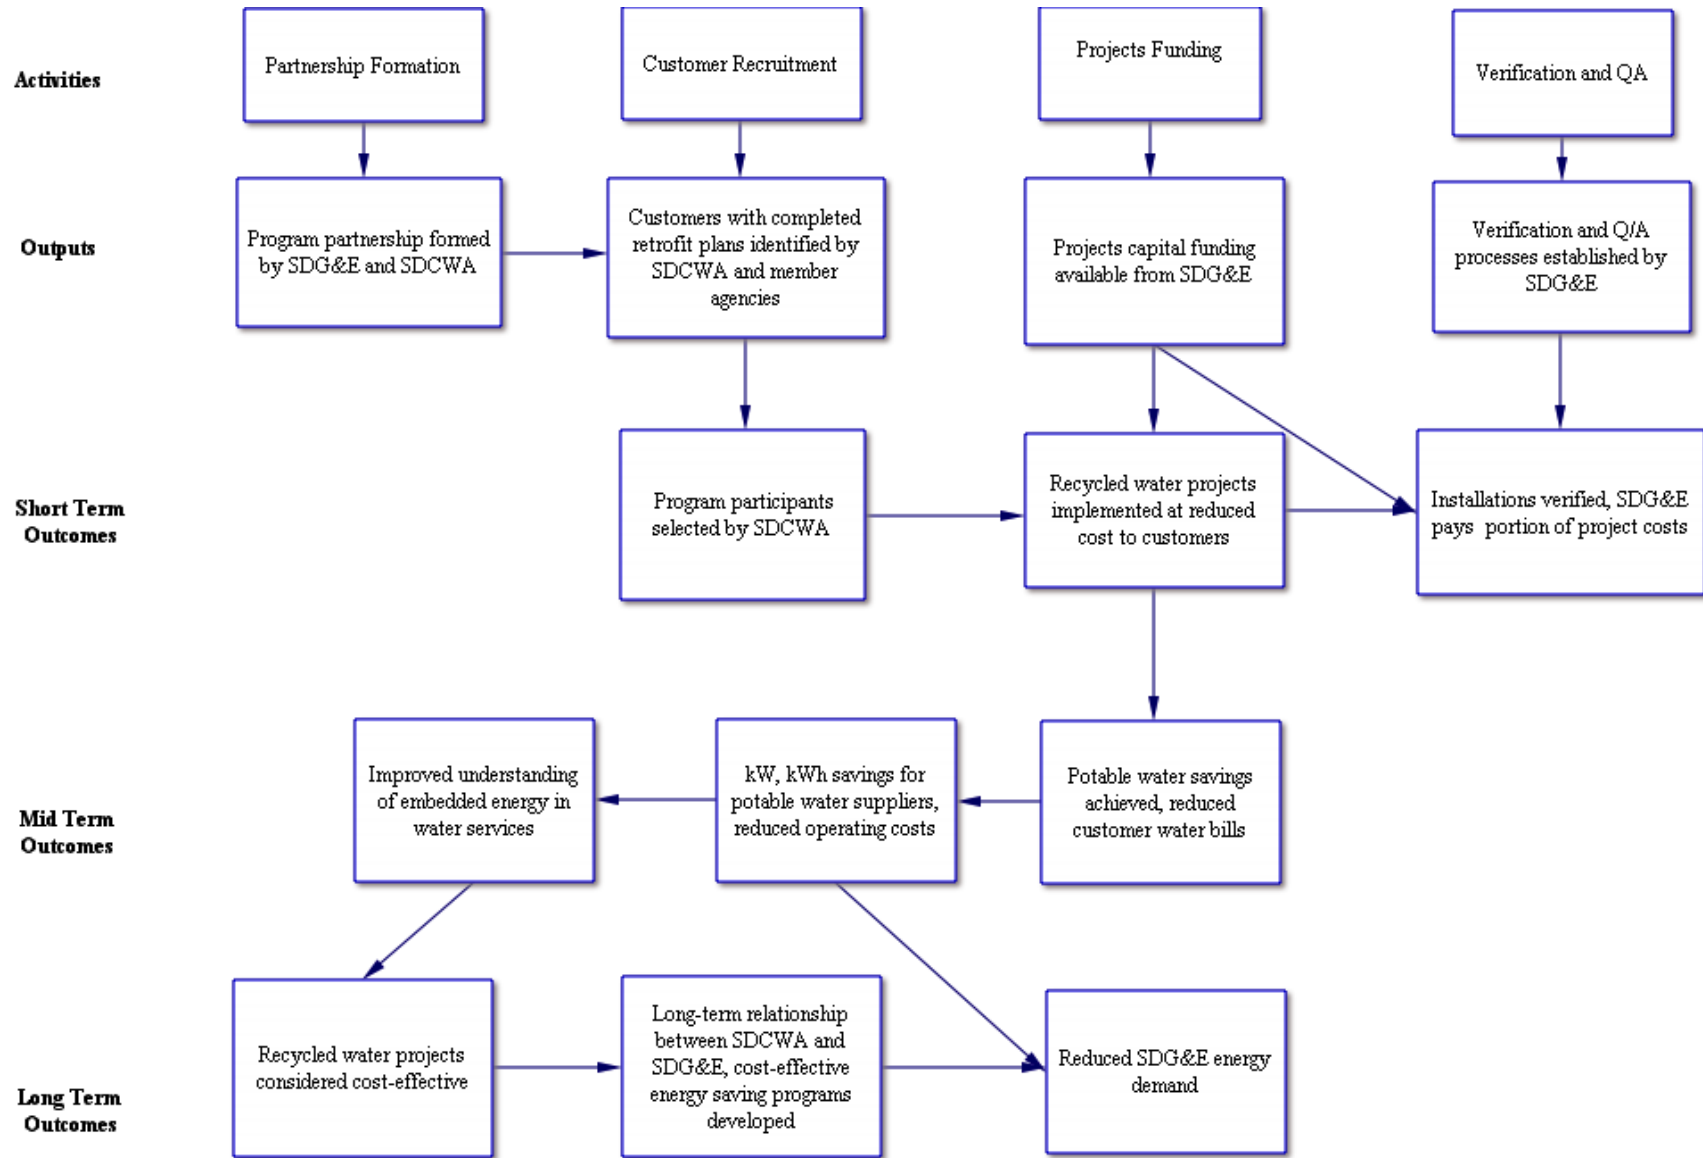 Activities
Partnership Formation
Customer Recruitment
Projects Funding
Verification and QA
Outputs
Program partnership formed
by SDG&E and SDCWA
Customers with completed
retrofit plans identified by
SDCWA and member
agencies
Projects capital funding
available from SDG&E
Verification and Q/A
processes established by
SDG&E
Short Term
Outcomes
Program participants
selected by SDCWA
Recycled water projects
implemented at reduced
cost to customers
Installations verified, SDG&E
pays portion of project costs
Mid Term
Outcomes
Improved understanding
of embedded energy in
water services
kW, kWh savings for
potable water suppliers,
reduced operating costs
Potable water savings
achieved, reduced
customer water bills
Long Term
Outcomes
Recycled water projects
considered cost-effective
Long-term relationship
between SDCWA and
SDG&E, cost-effective
energy saving programs
developed
Reduced SDG&E energy
demand